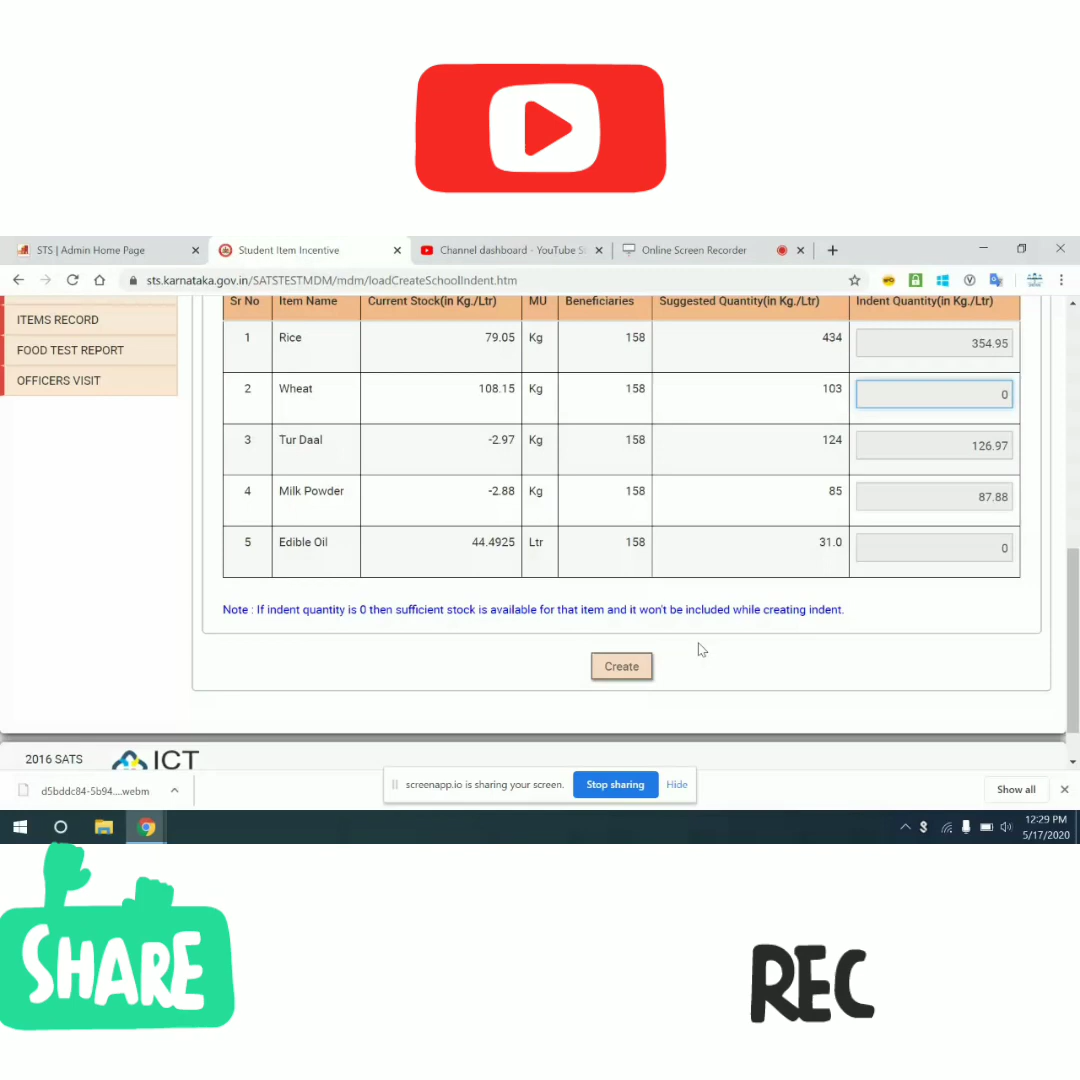 STS | Admin Home Page
Student Item Incentive
Channel dashboard - YouTube S
Online Screen Recorder
sts.karnataka.gov.in/SATSTESTMDM/mdm/loadCreateSchoolIndent.htm
ITEMS RECORD
FOOD TEST REPORT
OFFICERS VISIT
Sr No Item Name Current Stock(in Kg./Ltr) MU Beneficiaries Suggested Quantity(in Kg./Ltr) Indent Quantity(in Kg./Ltr)
1 Rice 79.05 Kg 158 434 354.95
2 Wheat 108.15 Kg 158 103 0
3 Tur Daal -2.97 Kg 158 124 126.97
4 Milk Powder -2.88 Kg 158 85 87.88
5 Edible Oil 44.4925 Ltr 158 31.0 0
Note : If indent quantity is 0 then sufficient stock is available for that item and it won't be included while creating indent.
Create
2016 SATS
ICT
d5bddc84-5b94....webm
screenapp.io is sharing your screen. Stop sharing Hide
Show all
12:29 PM
5/17/2020
SHARE
REC